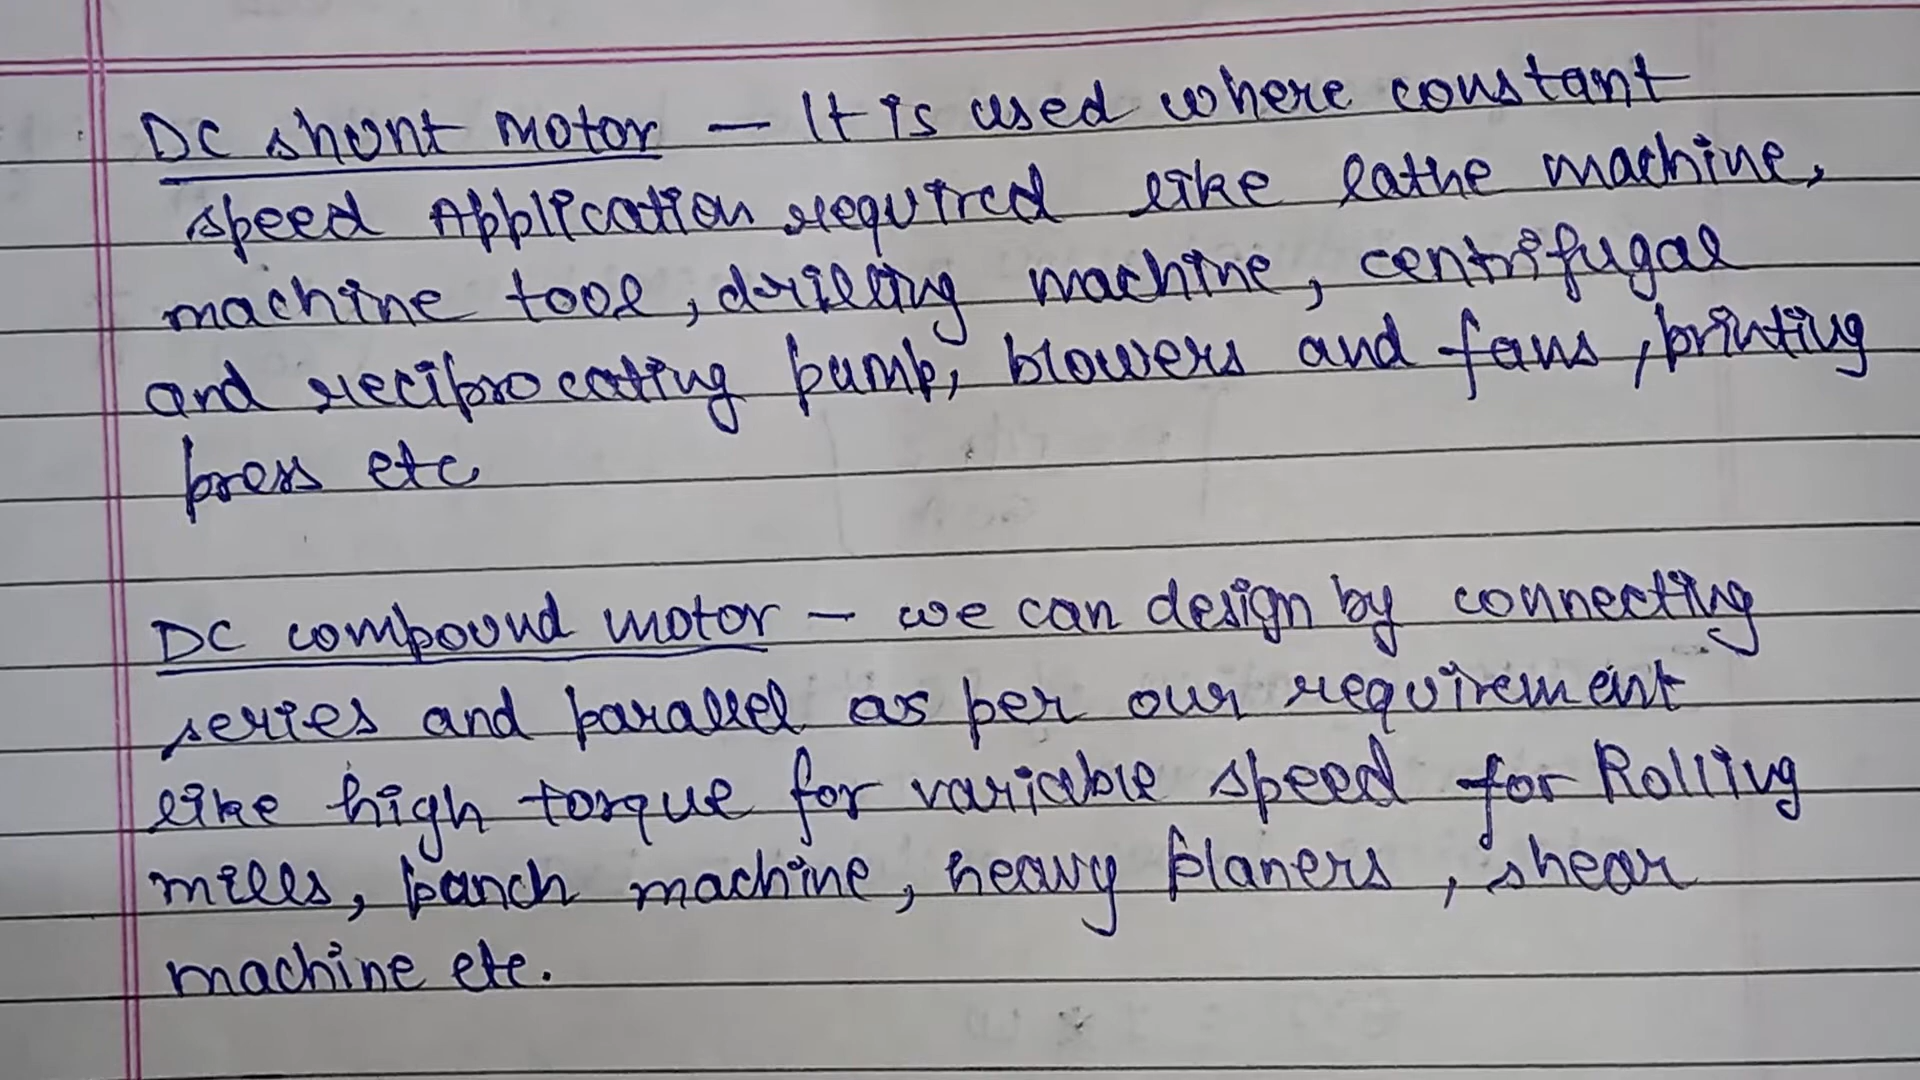 DC shunt motor — It is used where constant
speed Application required like lathe machine,
machine tool, drilling machine, centrifugal
and reciprocating pump, blowers and fans, printing
press etc
DC compound motor — we can design by connecting
series and parallel as per our requirement
like high torque for variable speed for Rolling
mills, panch machine, heavy planers, shear
machine etc.